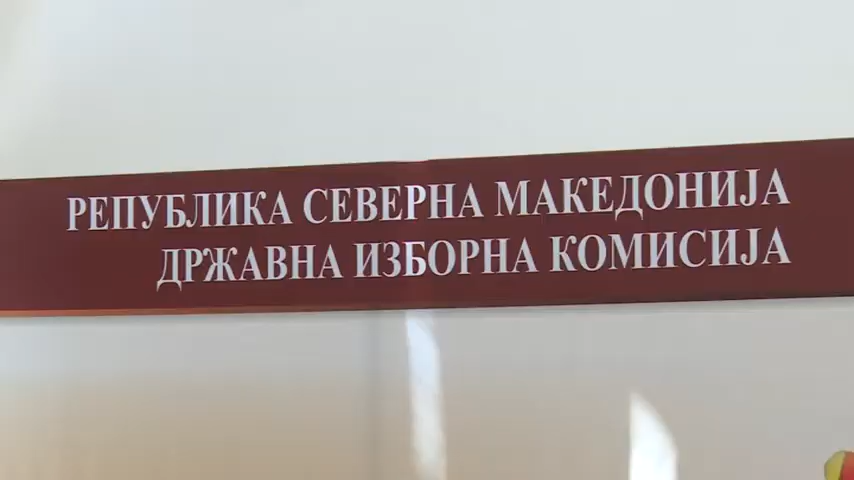 РЕПУБЛИКА СЕВЕРНА МАКЕДОНИЈА
ДРЖАВНА ИЗБОРНА КОМИСИЈА